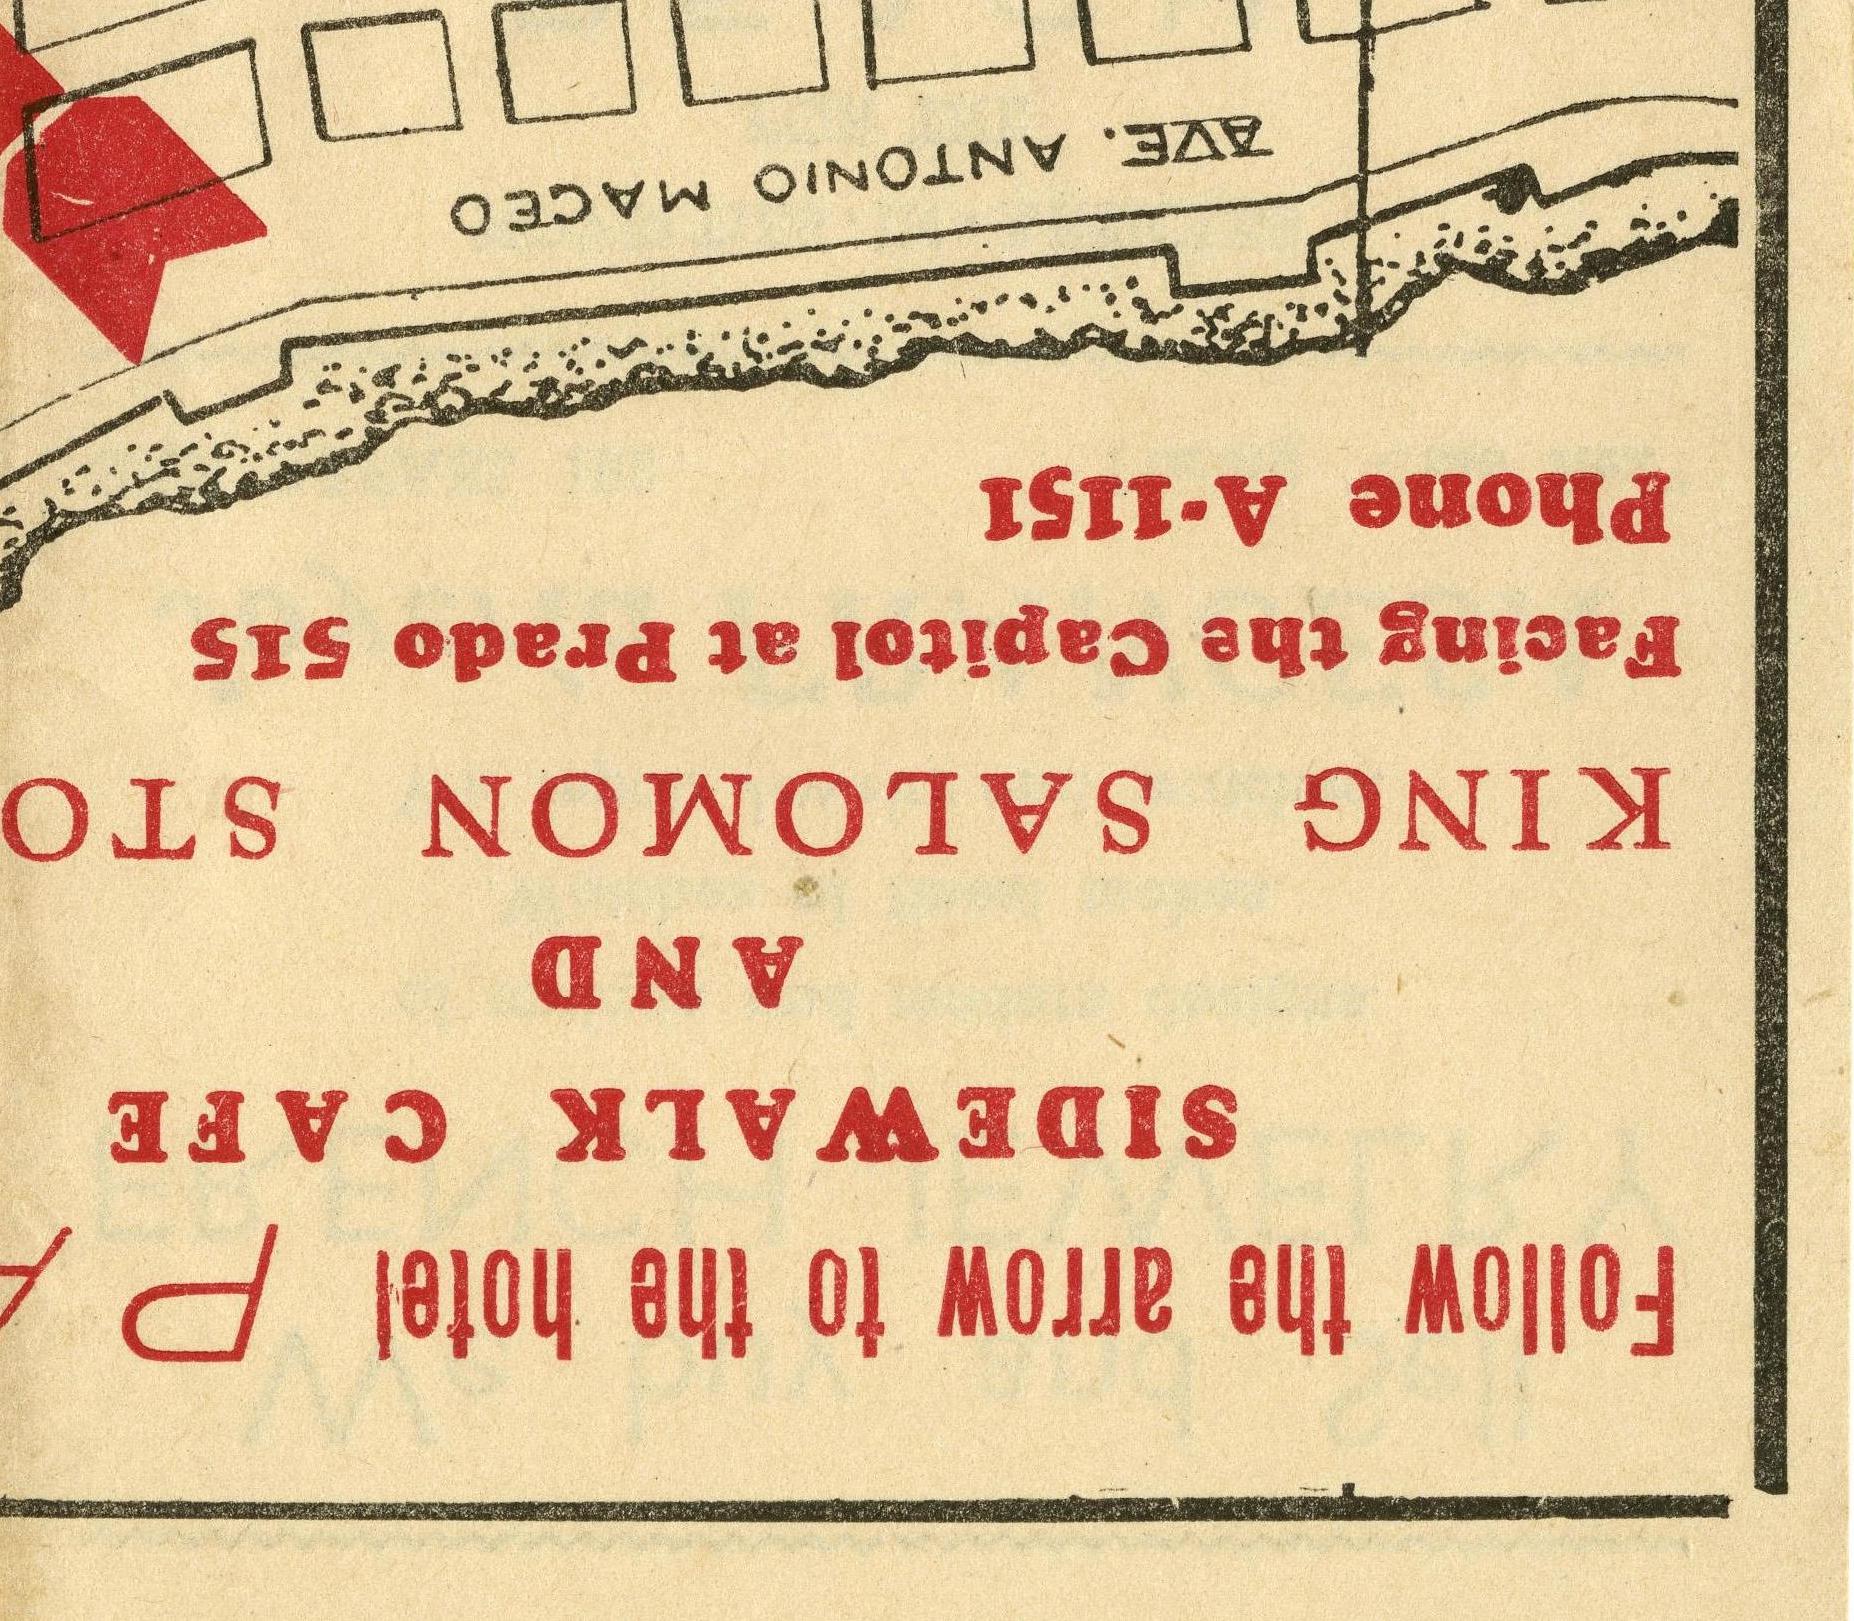 Follow the arrow to the hotel P
SIDEWALK CAFE
AND
KING SALOMON STO
Facing the Capitol at Prado 515
Phone A-1151
AVE. ANTONIO MACEO